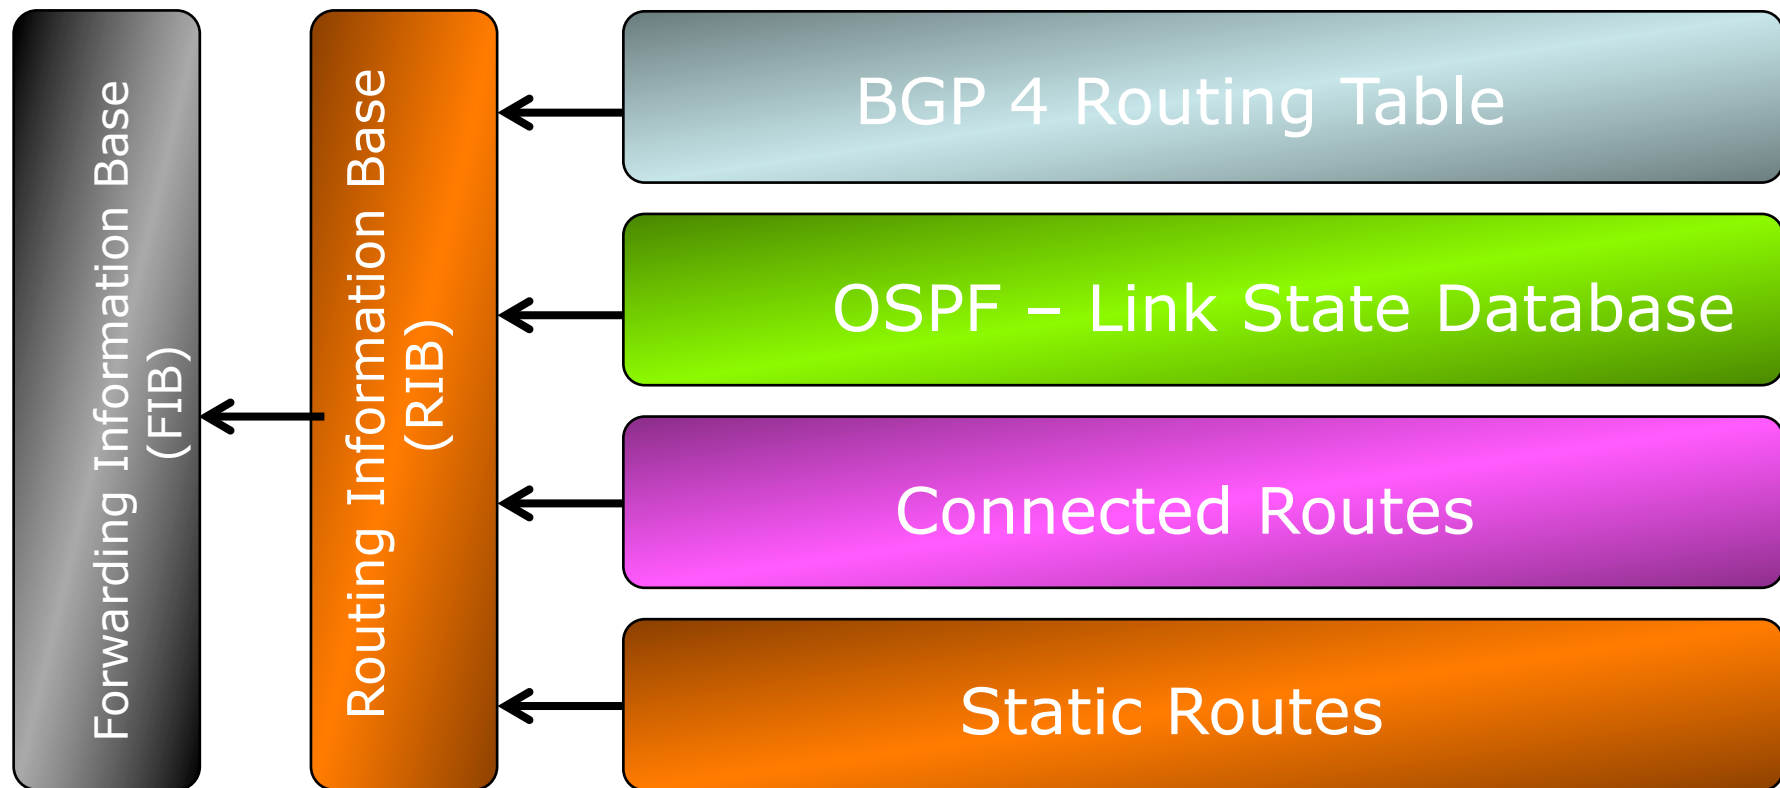 Forwarding Information Base
(FIB)
Routing Information Base
(RIB)
BGP 4 Routing Table
OSPF – Link State Database
Connected Routes
Static Routes